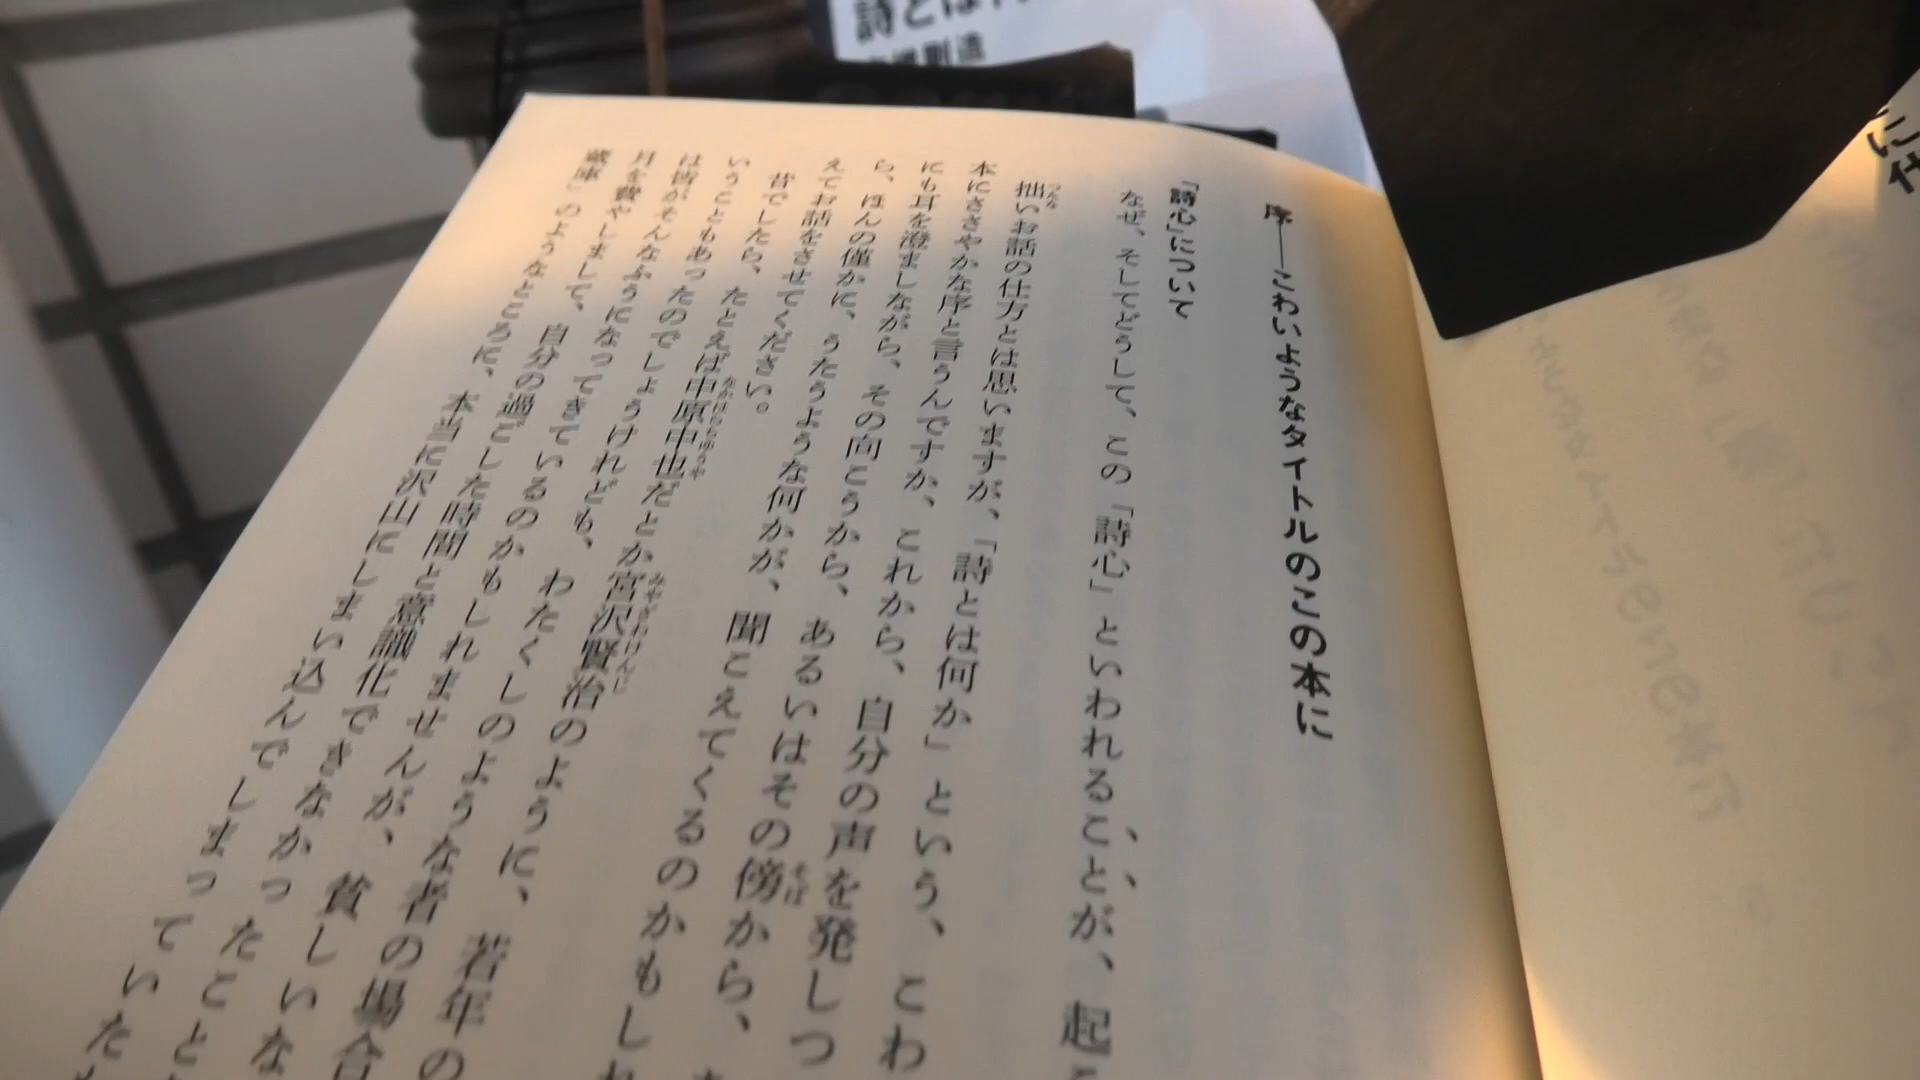 詩とは
序——こわいようなタイトルのこの本に
「詩心」について
なぜ、そしてどうして、この「詩心」といわれることが、起こ
拙いお話の仕方とは思いますが、「詩とは何か」という、こわ
本にささやかな序と言うんですか、これから、自分の声を発しつ
にも耳を澄ましながら、その向こうから、あるいはその傍から、
ら、ほんの僅かに、うたうような何かが、聞こえてくるのかもしれ
えてお話をさせてください。
昔でしたら、たとえば中原中也だとか宮沢賢治のように、若年の
いうこともあったのでしょうけれども、わたくしのような者の場合
は皆がそんなふうになってきているのかもしれませんが、貧しいな
月を費やしまして、自分の過ごした時間と意識化できなかったこと
蔵庫」のようなところに、本当に沢山にしまい込んでしまっていた